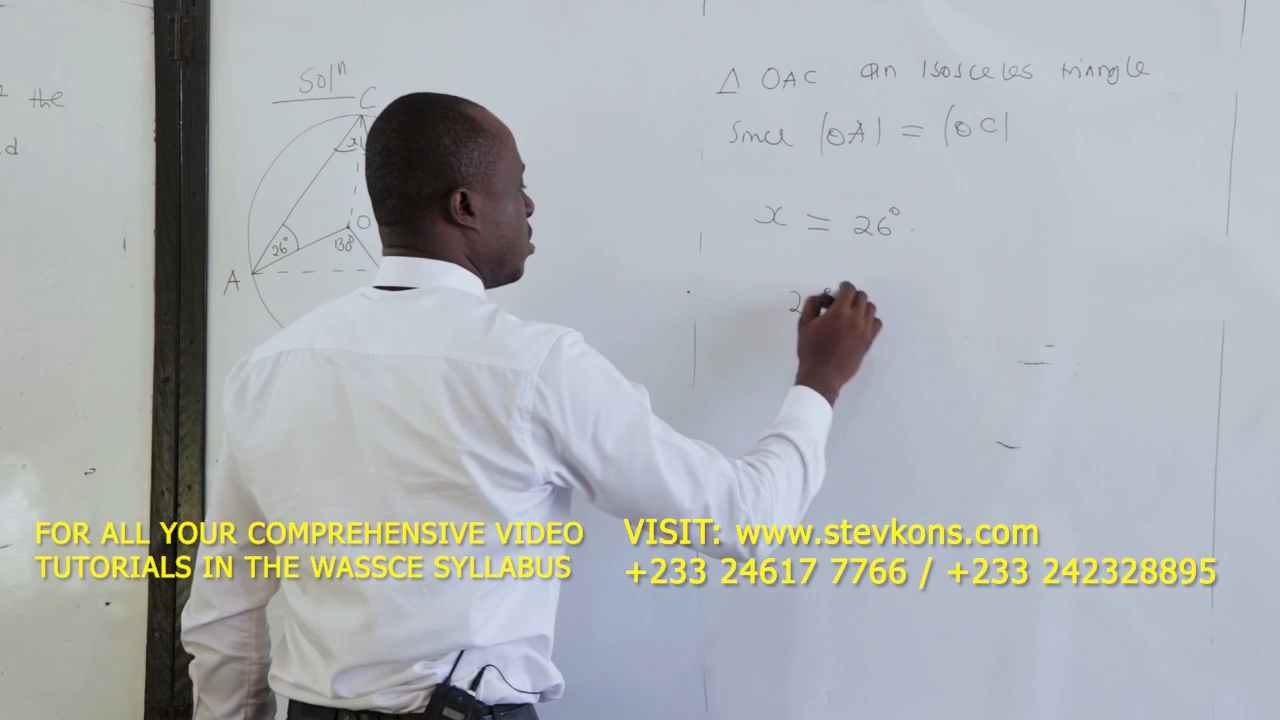 the
Solⁿ
C
x
O
26°
138
A
△ OAC an Isosceles triangle
Since |OA| = |OC|
x = 26°.
2
FOR ALL YOUR COMPREHENSIVE VIDEO
TUTORIALS IN THE WASSCE SYLLABUS
VISIT: www.stevkons.com
+233 24617 7766 / +233 242328895